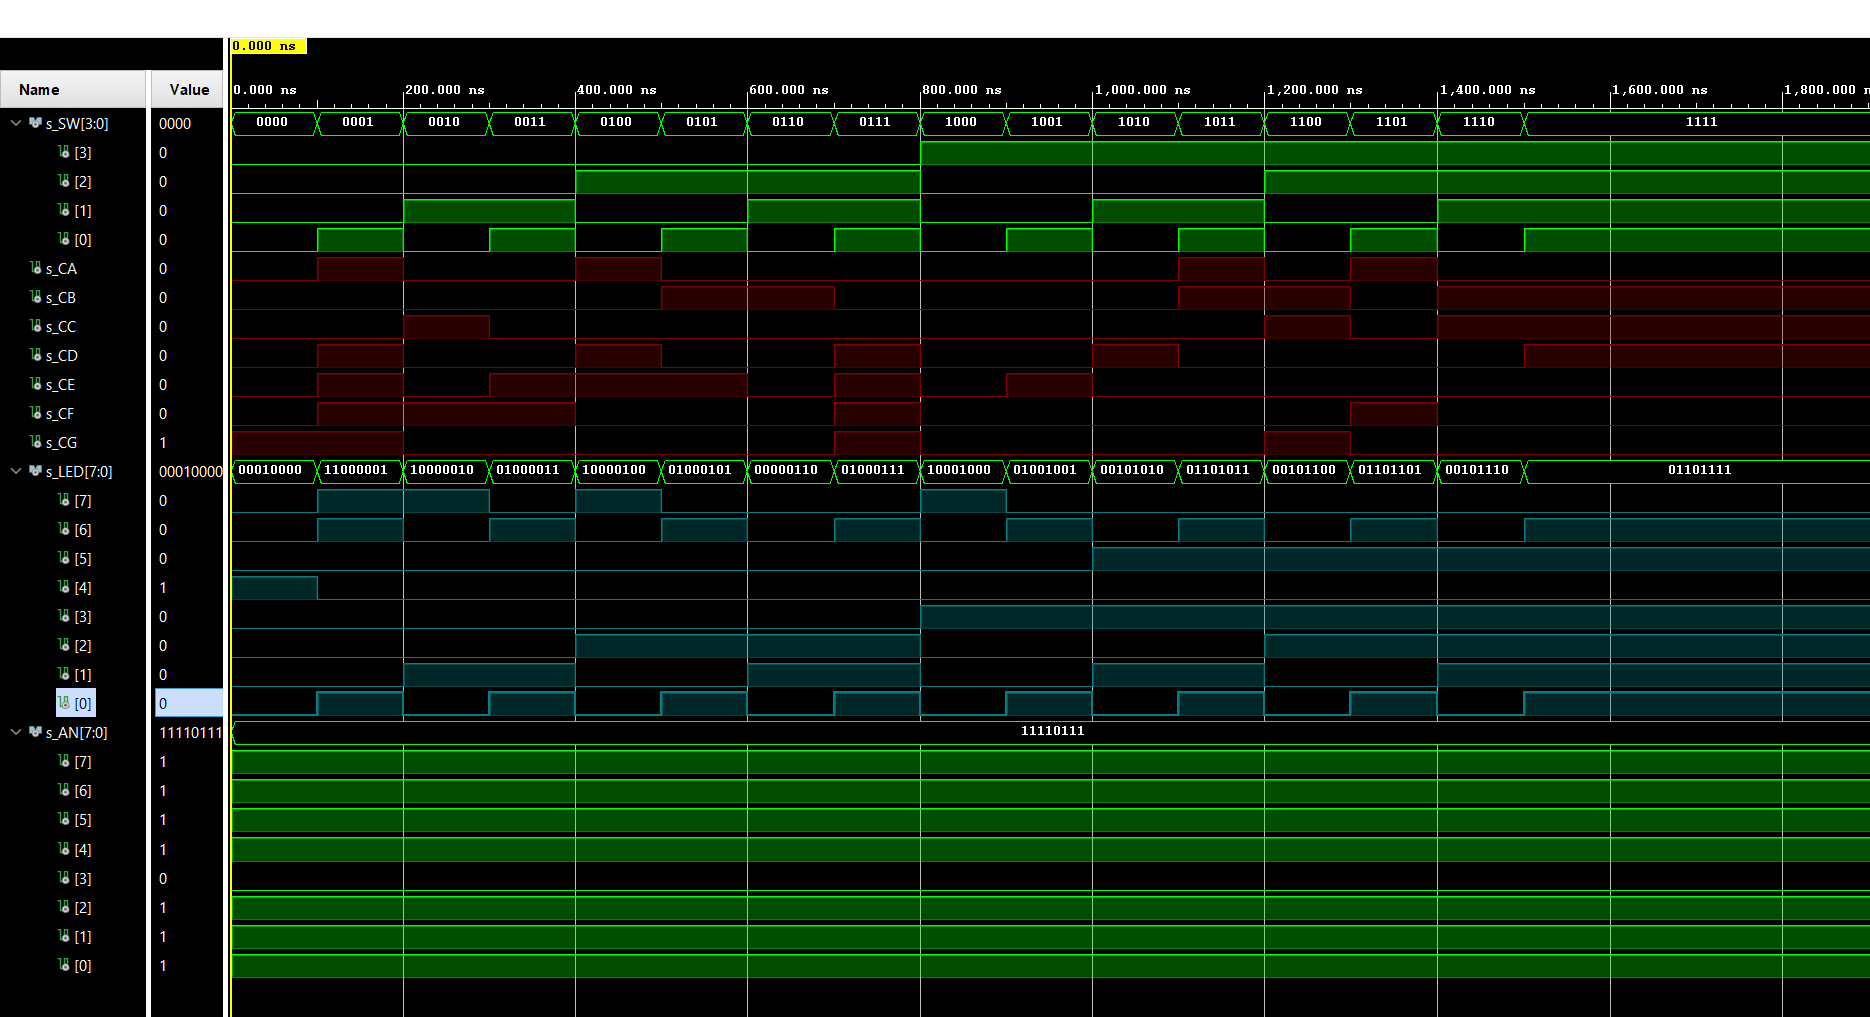 0.000 ns
Name Value 0.000 ns 200.000 ns 400.000 ns 600.000 ns 800.000 ns 1,000.000 ns 1,200.000 ns 1,400.000 ns 1,600.000 ns 1,800.000 n
s_SW[3:0] 0000 0000 0001 0010 0011 0100 0101 0110 0111 1000 1001 1010 1011 1100 1101 1110 1111
[3] 0
[2] 0
[1] 0
[0] 0
s_CA 0
s_CB 0
s_CC 0
s_CD 0
s_CE 0
s_CF 0
s_CG 1
s_LED[7:0] 00010000 00010000 11000001 10000010 01000011 10000100 01000101 00000110 01000111 10001000 01001001 00101010 01101011 00101100 01101101 00101110 01101111
[7] 0
[6] 0
[5] 0
[4] 1
[3] 0
[2] 0
[1] 0
[0] 0
s_AN[7:0] 11110111 11110111
[7] 1
[6] 1
[5] 1
[4] 1
[3] 0
[2] 1
[1] 1
[0] 1